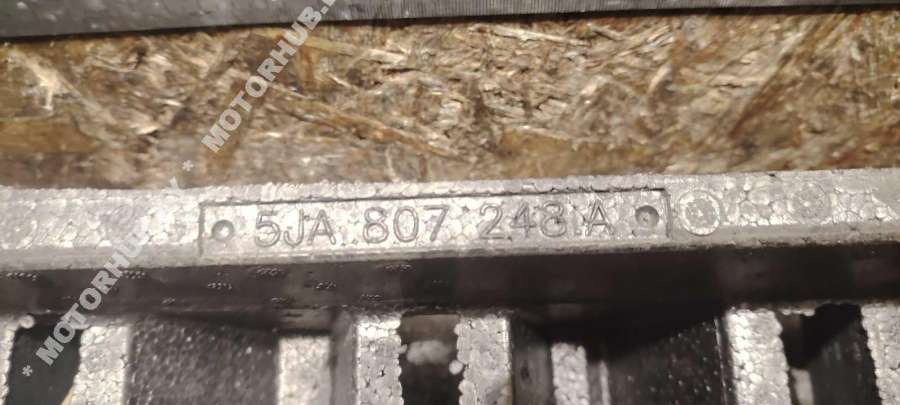 * MOTORHUB.
* MOTORHUB
5JA 807 248 A